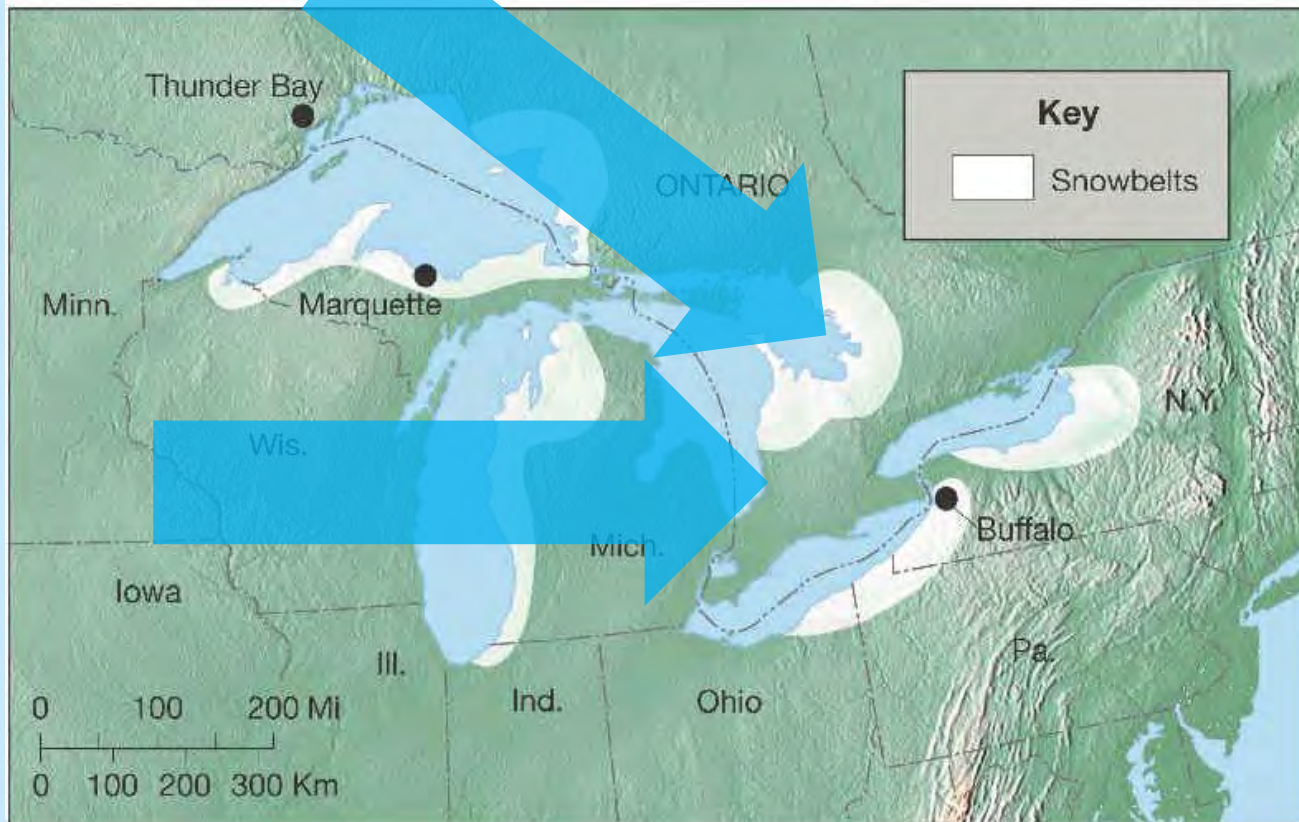 Thunder Bay
Key
Snowbelts
ONTARIO
Minn.
Marquette
N.Y.
Wis.
Buffalo
Mich.
Iowa
Pa.
Ill.
Ind.
Ohio
0 100 200 Mi
0 100 200 300 Km